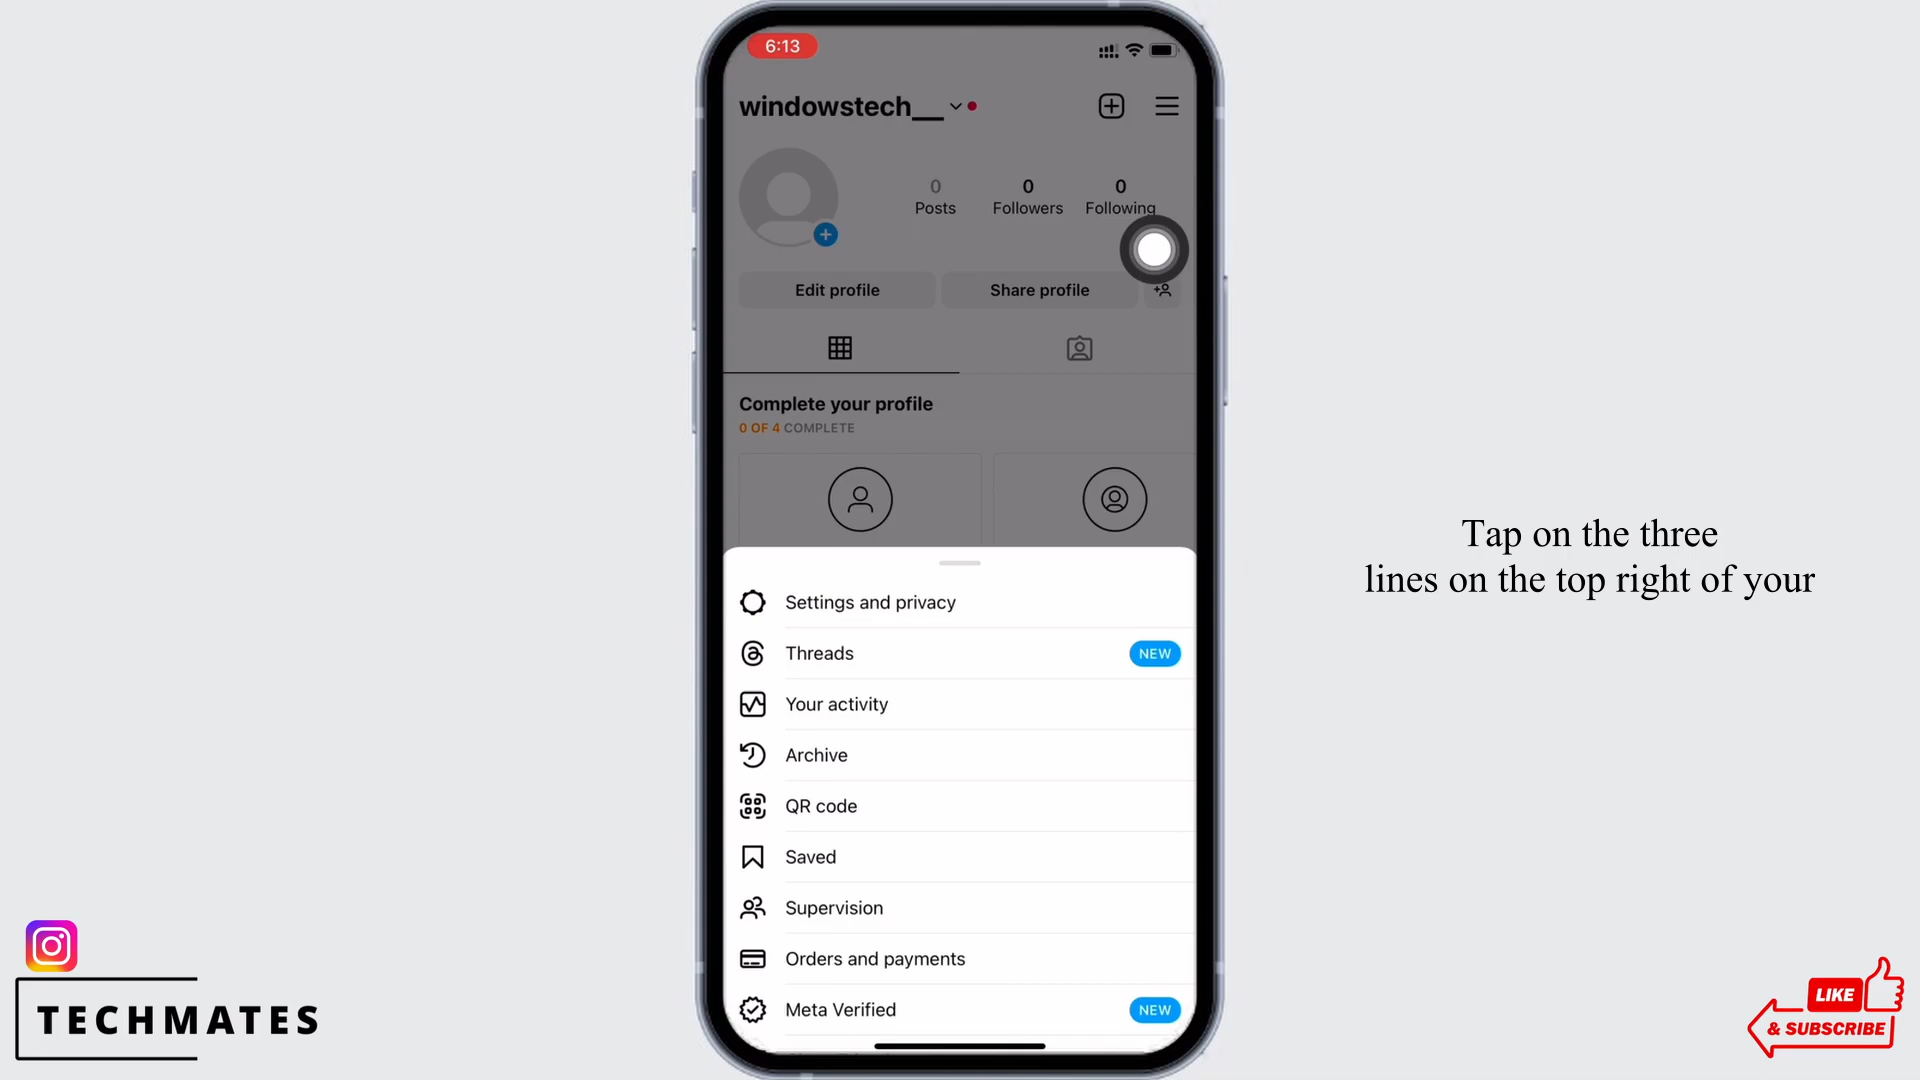 6:13
windowstech__
0
Posts
0
Followers
0
Following
Edit profile
Share profile
Complete your profile
0 OF 4 COMPLETE
Settings and privacy
Threads
NEW
Your activity
Archive
QR code
Saved
Supervision
Orders and payments
Meta Verified
NEW
Tap on the three
lines on the top right of your
TECHMATES
LIKE
& SUBSCRIBE